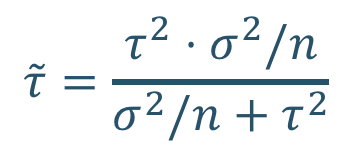 τ̃ = (τ² · σ²/n) / (σ²/n + τ²)